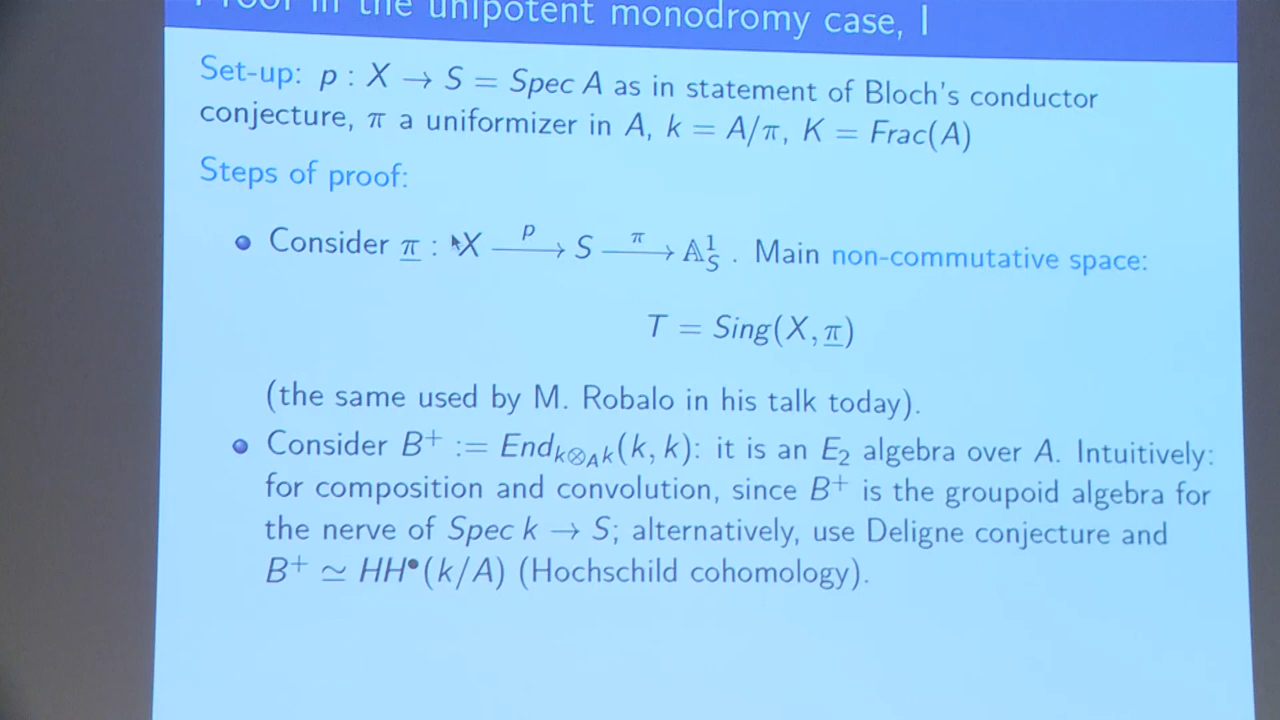 Proof in the unipotent monodromy case, I
Set-up: p : X → S = Spec A as in statement of Bloch's conductor
conjecture, π a uniformizer in A, k = A/π, K = Frac(A)
Steps of proof:
Consider π̲ : X —p→ S —π→ 𝔸¹_S . Main non-commutative space:
T = Sing(X, π̲)
(the same used by M. Robalo in his talk today).
Consider B⁺ := End_{k⊗_A k}(k, k): it is an E₂ algebra over A. Intuitively:
for composition and convolution, since B⁺ is the groupoid algebra for
the nerve of Spec k → S; alternatively, use Deligne conjecture and
B⁺ ≃ HH•(k/A) (Hochschild cohomology).